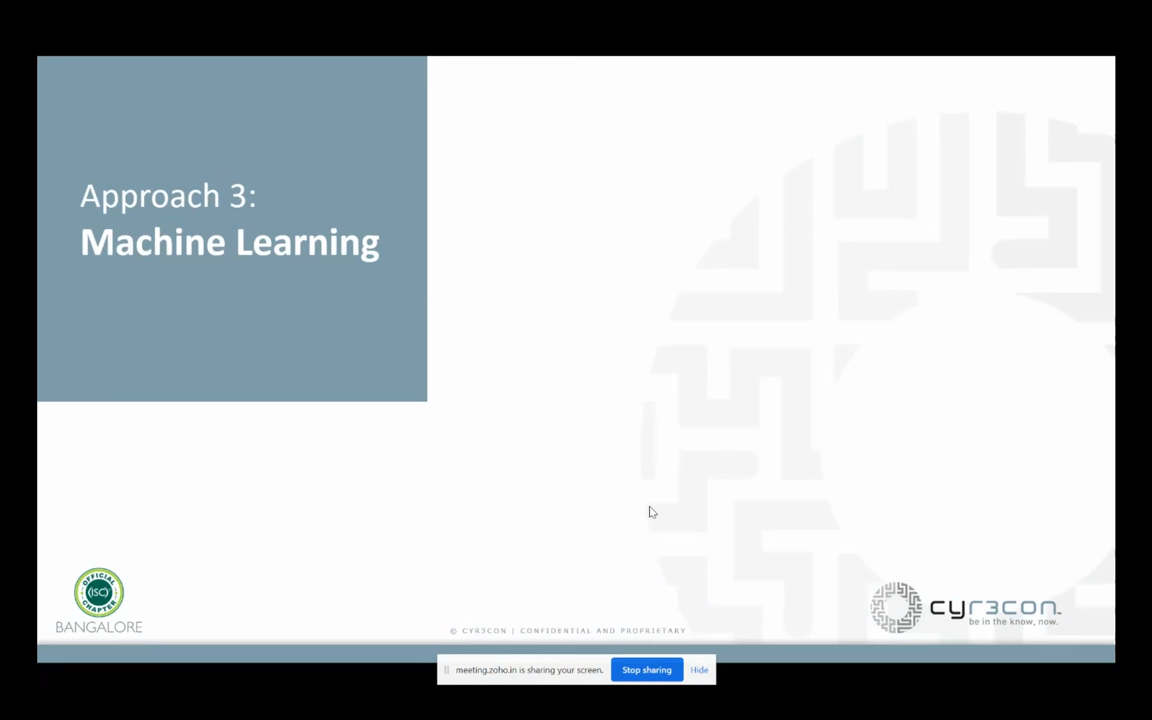 Approach 3:
Machine Learning
OFFICIAL
(ISC)
CHAPTER
BANGALORE
© CYR3CON | CONFIDENTIAL AND PROPRIETARY
cyr3con
be in the know, now.
meeting.zoho.in is sharing your screen.
Stop sharing
Hide